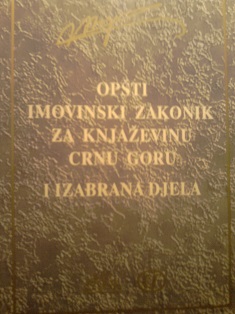 OPŠTI
IMOVINSKI ZAKONIK
ZA KNJAŽEVINU
CRNU GORU
I IZABRANA DJELA